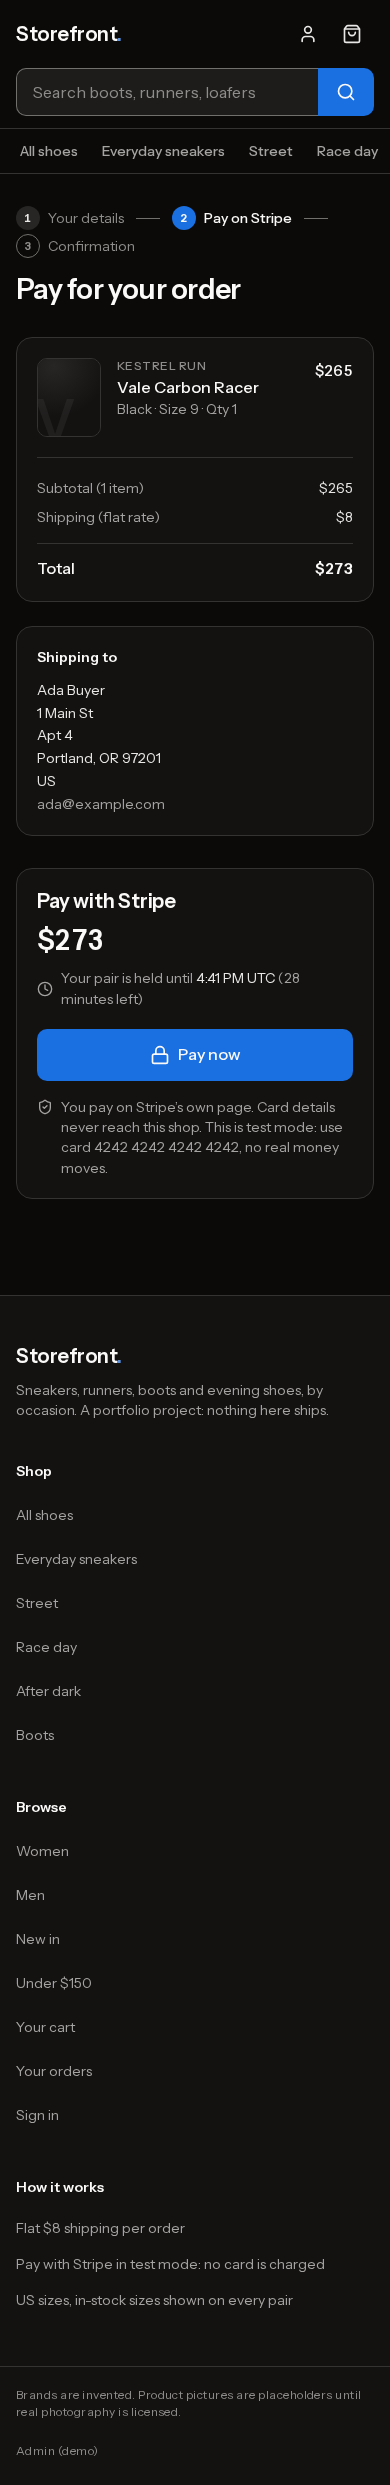 Storefront.
Search boots, runners, loafers
All shoes Everyday sneakers Street Race day
1 Your details 2 Pay on Stripe
3 Confirmation
Pay for your order
V
KESTREL RUN
Vale Carbon Racer
Black · Size 9 · Qty 1
$265
Subtotal (1 item) $265
Shipping (flat rate) $8
Total $273
Shipping to
Ada Buyer
1 Main St
Apt 4
Portland, OR 97201
US
ada@example.com
Pay with Stripe
$273
Your pair is held until 4:41 PM UTC (28
minutes left)
Pay now
You pay on Stripe's own page. Card details
never reach this shop. This is test mode: use
card 4242 4242 4242 4242, no real money
moves.
Storefront.
Sneakers, runners, boots and evening shoes, by
occasion. A portfolio project: nothing here ships.
Shop
All shoes
Everyday sneakers
Street
Race day
After dark
Boots
Browse
Women
Men
New in
Under $150
Your cart
Your orders
Sign in
How it works
Flat $8 shipping per order
Pay with Stripe in test mode: no card is charged
US sizes, in-stock sizes shown on every pair
Brands are invented. Product pictures are placeholders until
real photography is licensed.
Admin (demo)